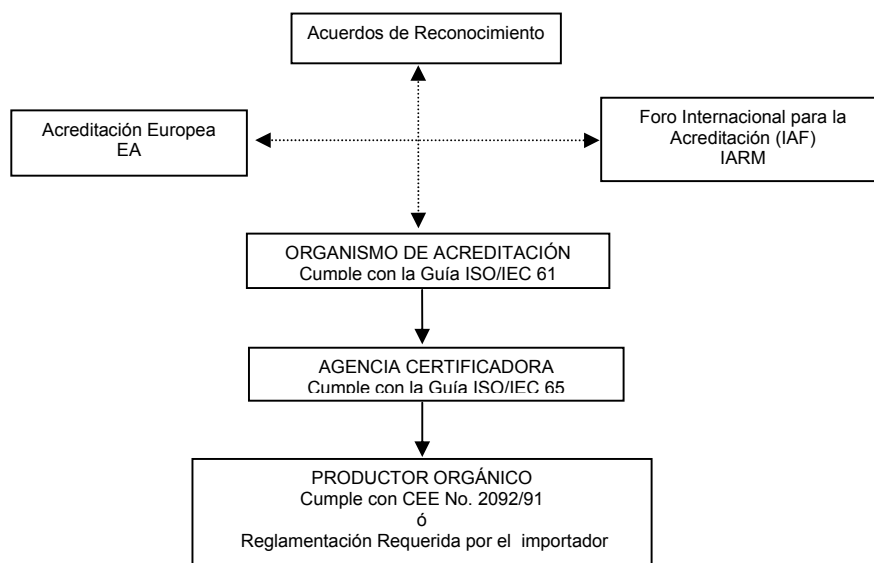 Acuerdos de Reconocimiento
Acreditación Europea
EA
Foro Internacional para la
Acreditación (IAF)
IARM
ORGANISMO DE ACREDITACIÓN
Cumple con la Guía ISO/IEC 61
AGENCIA CERTIFICADORA
Cumple con la Guía ISO/IEC 65
PRODUCTOR ORGÁNICO
Cumple con CEE No. 2092/91
ó
Reglamentación Requerida por el importador